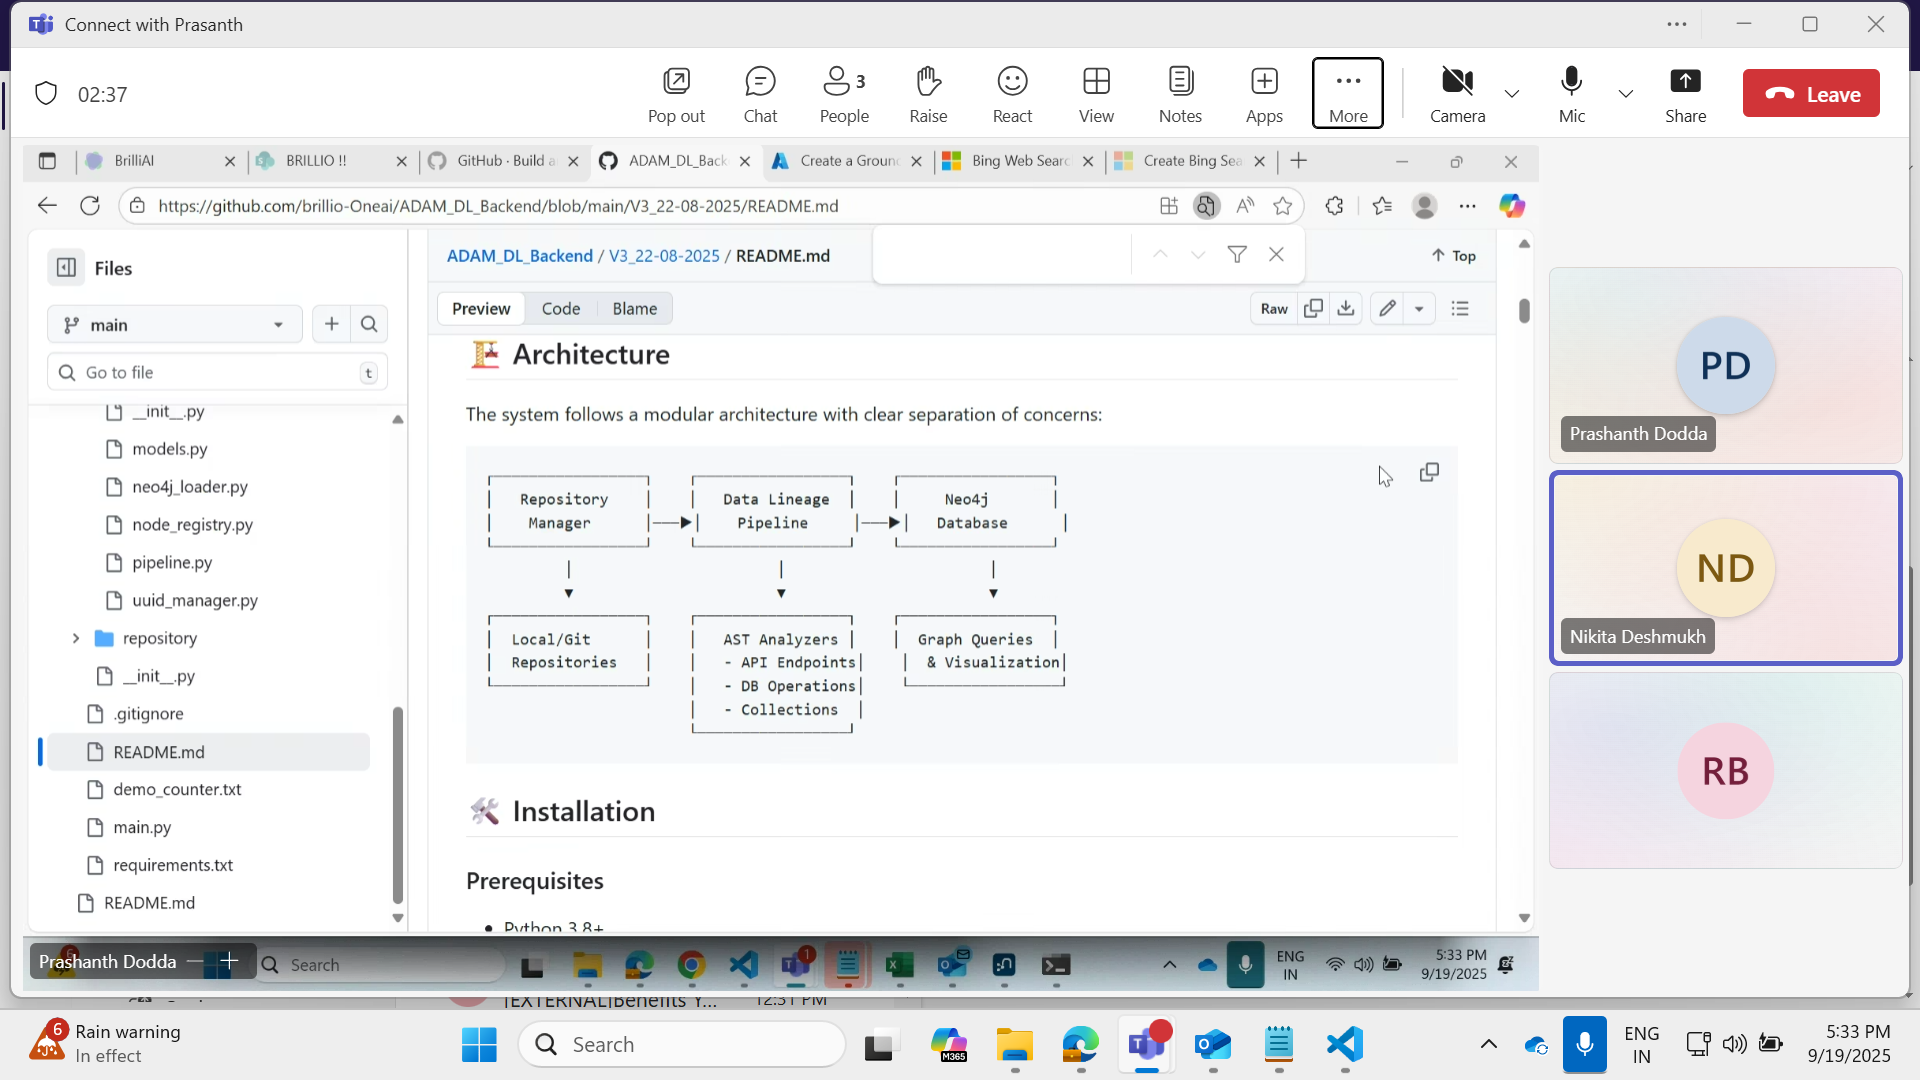 Connect with Prasanth
02:37
Pop out
Chat
3
People
Raise
React
View
Notes
Apps
More
Camera
Mic
Share
Leave
BrilliAI
BRILLIO !!
GitHub · Build a
ADAM_DL_Back
Create a Groun
Bing Web Searc
Create Bing Sea
https://github.com/brillio-Oneai/ADAM_DL_Backend/blob/main/V3_22-08-2025/README.md
Files
main
Go to file
t
__init__.py
models.py
neo4j_loader.py
node_registry.py
pipeline.py
uuid_manager.py
repository
__init__.py
.gitignore
README.md
demo_counter.txt
main.py
requirements.txt
README.md
ADAM_DL_Backend / V3_22-08-2025 / README.md
Top
Preview
Code
Blame
Raw
Architecture
The system follows a modular architecture with clear separation of concerns:
Repository
Manager
Data Lineage
Pipeline
Neo4j
Database
Local/Git
Repositories
AST Analyzers
- API Endpoints
- DB Operations
- Collections
Graph Queries
& Visualization
Installation
Prerequisites
Python 3.8+
PD
Prashanth Dodda
ND
Nikita Deshmukh
RB
Prashanth Dodda
Search
1
ENG
IN
5:33 PM
9/19/2025
[EXTERNAL]Benefits Y...
12:31 PM
6
Rain warning
In effect
Search
M365
ENG
IN
5:33 PM
9/19/2025